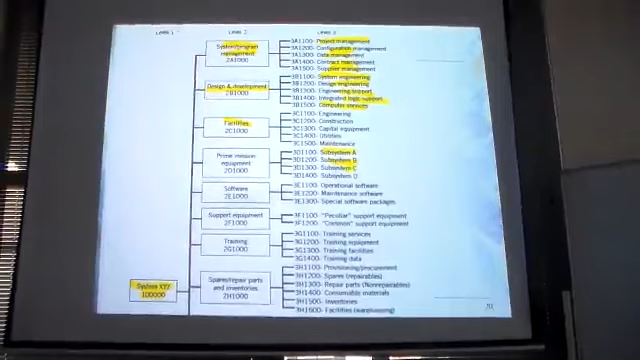 Level 1
Level 2
Level 3
System/program
management
2A1000
3A1100- Project management
3A1200- Configuration management
3A1300- Data management
3A1400- Contract management
3A1500- Supplier management
Design & development
2B1000
3B1100- System engineering
3B1200- Design engineering
3B1300- Engineering support
3B1400- Integrated logic support
3B1500- Computer services
Facilities
2C1000
3C1100- Engineering
3C1200- Construction
3C1300- Capital equipment
3C1400- Utilities
3C1500- Maintenance
Prime mission
equipment
2D1000
3D1100- Subsystem A
3D1200- Subsystem B
3D1300- Subsystem C
3D1400- Subsystem D
Software
2E1000
3E1100- Operational software
3E1200- Maintenance software
3E1300- Special software packages
Support equipment
2F1000
3F1100- "Peculiar" support equipment
3F1200- "Common" support equipment
Training
2G1000
3G1100- Training services
3G1200- Training equipment
3G1300- Training facilities
3G1400- Training data
System XYZ
100000
Spares/repair parts
and inventories
2H1000
3H1100- Provisioning/procurement
3H1200- Spares (repairables)
3H1300- Repair parts (Nonrepairables)
3H1400- Consumable materials
3H1500- Inventories
3H1600- Facilities (warehousing)